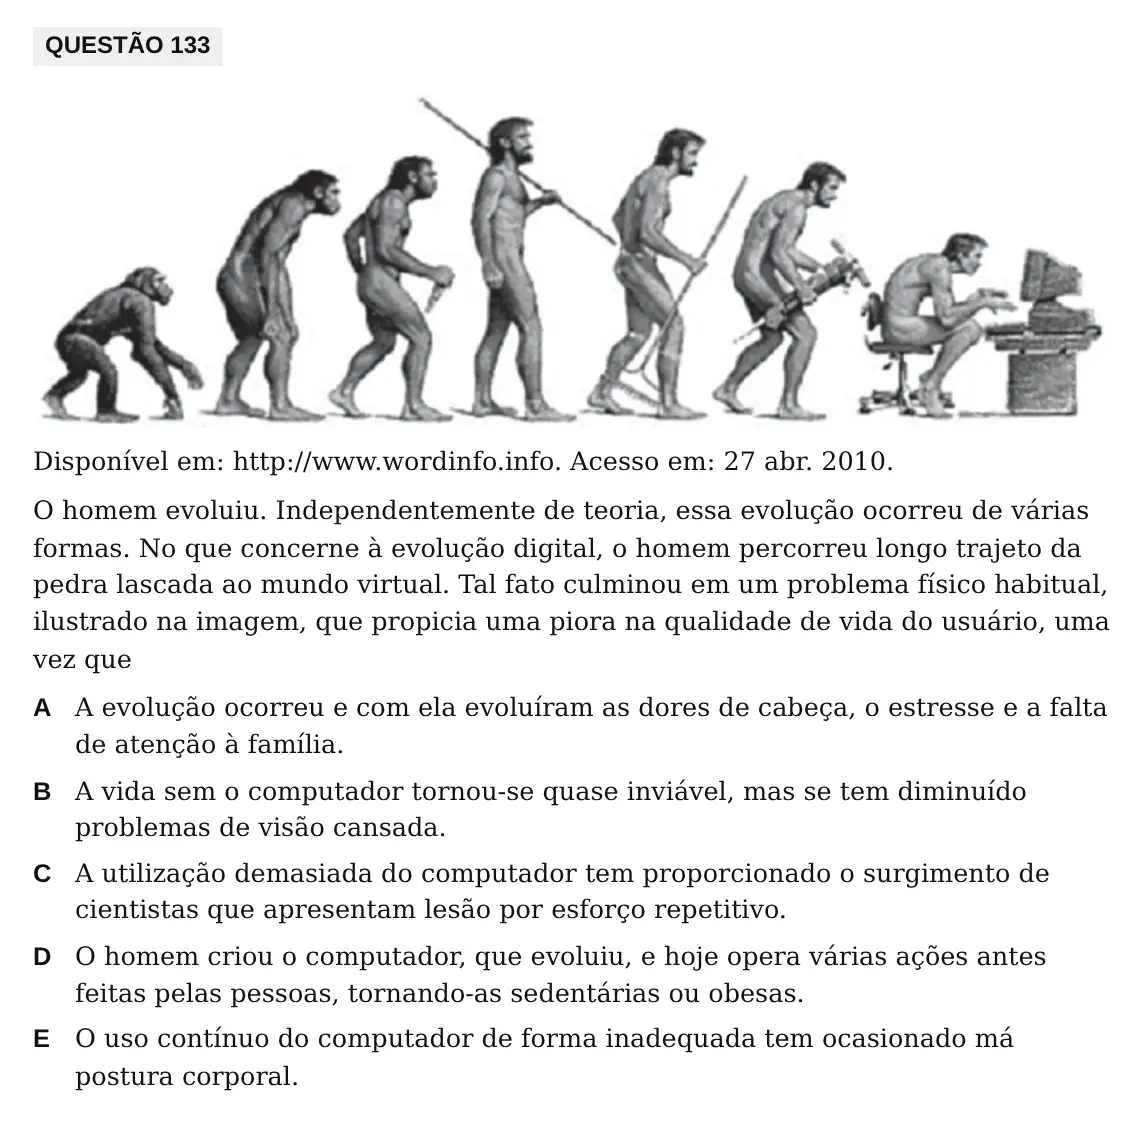 QUESTÃO 133
Disponível em: http://www.wordinfo.info. Acesso em: 27 abr. 2010.
O homem evoluiu. Independentemente de teoria, essa evolução ocorreu de várias
formas. No que concerne à evolução digital, o homem percorreu longo trajeto da
pedra lascada ao mundo virtual. Tal fato culminou em um problema físico habitual,
ilustrado na imagem, que propicia uma piora na qualidade de vida do usuário, uma
vez que
A A evolução ocorreu e com ela evoluíram as dores de cabeça, o estresse e a falta
de atenção à família.
B A vida sem o computador tornou-se quase inviável, mas se tem diminuído
problemas de visão cansada.
C A utilização demasiada do computador tem proporcionado o surgimento de
cientistas que apresentam lesão por esforço repetitivo.
D O homem criou o computador, que evoluiu, e hoje opera várias ações antes
feitas pelas pessoas, tornando-as sedentárias ou obesas.
E O uso contínuo do computador de forma inadequada tem ocasionado má
postura corporal.